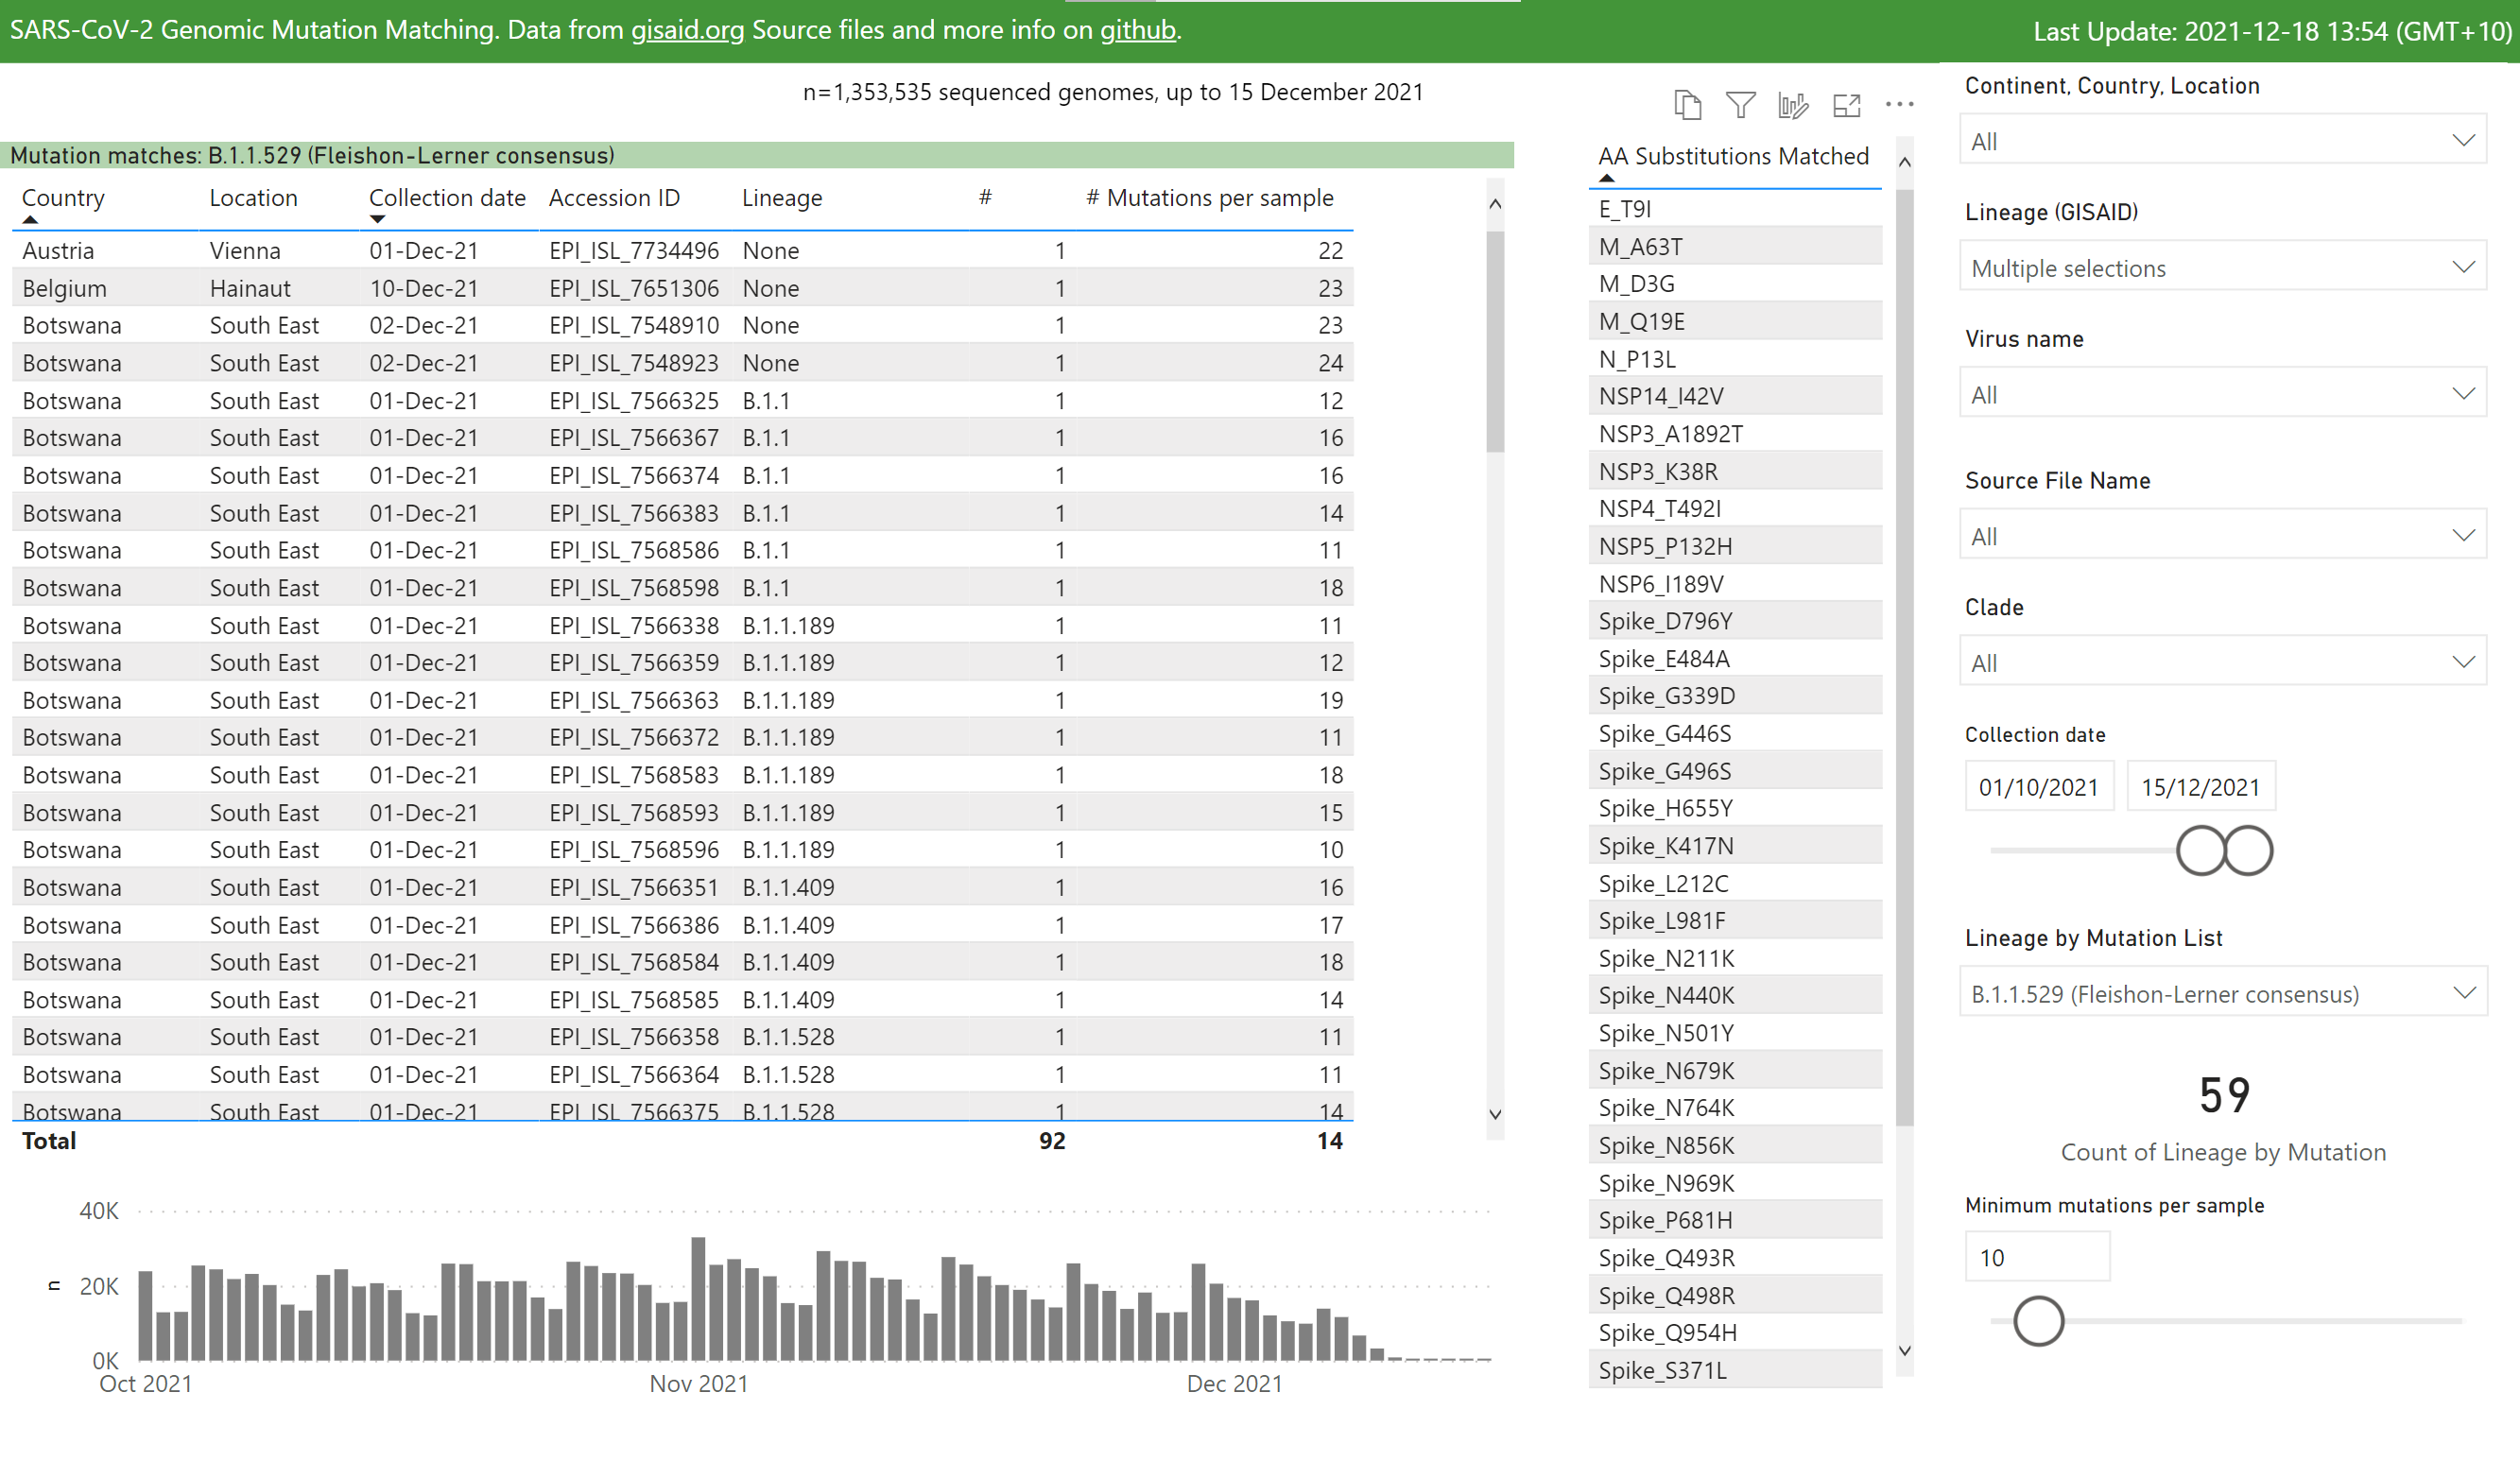 SARS-CoV-2 Genomic Mutation Matching. Data from gisaid.org Source files and more info on github.
Last Update: 2021-12-18 13:54 (GMT+10)
n=1,353,535 sequenced genomes, up to 15 December 2021
Mutation matches: B.1.1.529 (Fleishon-Lerner consensus)
Country Location Collection date Accession ID Lineage # # Mutations per sample
Austria Vienna 01-Dec-21 EPI_ISL_7734496 None 1 22
Belgium Hainaut 10-Dec-21 EPI_ISL_7651306 None 1 23
Botswana South East 02-Dec-21 EPI_ISL_7548910 None 1 23
Botswana South East 02-Dec-21 EPI_ISL_7548923 None 1 24
Botswana South East 01-Dec-21 EPI_ISL_7566325 B.1.1 1 12
Botswana South East 01-Dec-21 EPI_ISL_7566367 B.1.1 1 16
Botswana South East 01-Dec-21 EPI_ISL_7566374 B.1.1 1 16
Botswana South East 01-Dec-21 EPI_ISL_7566383 B.1.1 1 14
Botswana South East 01-Dec-21 EPI_ISL_7568586 B.1.1 1 11
Botswana South East 01-Dec-21 EPI_ISL_7568598 B.1.1 1 18
Botswana South East 01-Dec-21 EPI_ISL_7566338 B.1.1.189 1 11
Botswana South East 01-Dec-21 EPI_ISL_7566359 B.1.1.189 1 12
Botswana South East 01-Dec-21 EPI_ISL_7566363 B.1.1.189 1 19
Botswana South East 01-Dec-21 EPI_ISL_7566372 B.1.1.189 1 11
Botswana South East 01-Dec-21 EPI_ISL_7568583 B.1.1.189 1 18
Botswana South East 01-Dec-21 EPI_ISL_7568593 B.1.1.189 1 15
Botswana South East 01-Dec-21 EPI_ISL_7568596 B.1.1.189 1 10
Botswana South East 01-Dec-21 EPI_ISL_7566351 B.1.1.409 1 16
Botswana South East 01-Dec-21 EPI_ISL_7566386 B.1.1.409 1 17
Botswana South East 01-Dec-21 EPI_ISL_7568584 B.1.1.409 1 18
Botswana South East 01-Dec-21 EPI_ISL_7568585 B.1.1.409 1 14
Botswana South East 01-Dec-21 EPI_ISL_7566358 B.1.1.528 1 11
Botswana South East 01-Dec-21 EPI_ISL_7566364 B.1.1.528 1 11
Botswana South East 01-Dec-21 EPI_ISL_7566375 B.1.1.528 1 14
Total 92 14
40K
20K
0K
n
Oct 2021 Nov 2021 Dec 2021
AA Substitutions Matched
E_T9I
M_A63T
M_D3G
M_Q19E
N_P13L
NSP14_I42V
NSP3_A1892T
NSP3_K38R
NSP4_T492I
NSP5_P132H
NSP6_I189V
Spike_D796Y
Spike_E484A
Spike_G339D
Spike_G446S
Spike_G496S
Spike_H655Y
Spike_K417N
Spike_L212C
Spike_L981F
Spike_N211K
Spike_N440K
Spike_N501Y
Spike_N679K
Spike_N764K
Spike_N856K
Spike_N969K
Spike_P681H
Spike_Q493R
Spike_Q498R
Spike_Q954H
Spike_S371L
Continent, Country, Location
All
Lineage (GISAID)
Multiple selections
Virus name
All
Source File Name
All
Clade
All
Collection date
01/10/2021 15/12/2021
Lineage by Mutation List
B.1.1.529 (Fleishon-Lerner consensus)
59
Count of Lineage by Mutation
Minimum mutations per sample
10